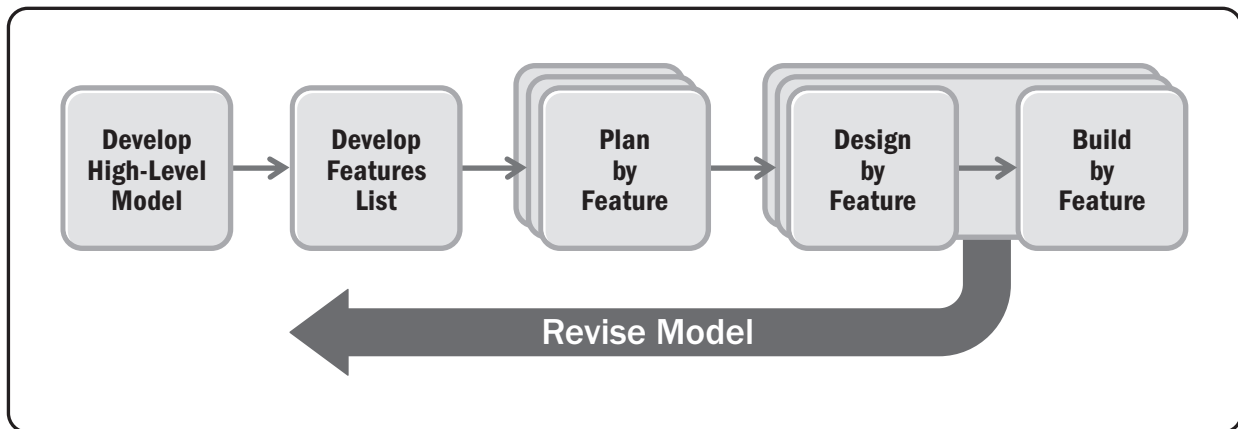 Develop
High-Level
Model
Develop
Features
List
Plan
by
Feature
Design
by
Feature
Build
by
Feature
Revise Model